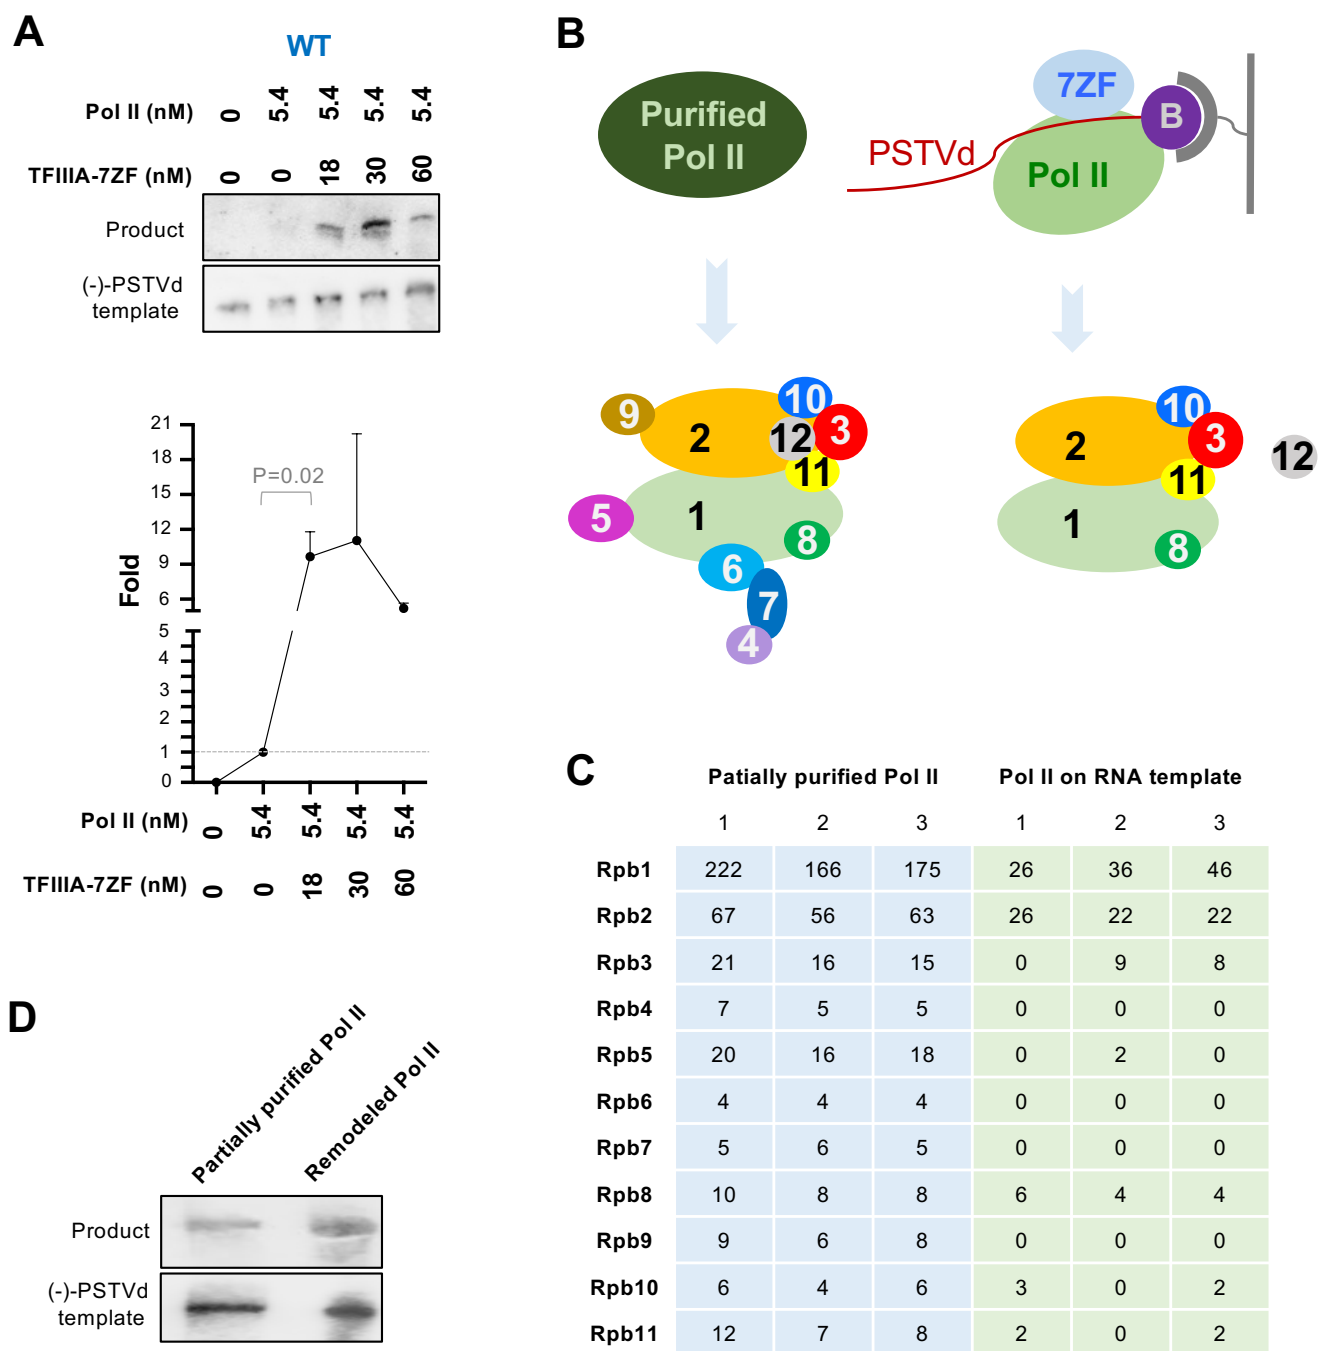 A
WT
Pol II (nM) 0 5.4 5.4 5.4 5.4
TFIIIA-7ZF (nM) 0 0 18 30 60
Product
(-)-PSTVd
template
21
18
15
12
9
6
5
4
3
2
1
0
Fold
P=0.02
Pol II (nM) 0 5.4 5.4 5.4 5.4
TFIIIA-7ZF (nM) 0 0 18 30 60
B
Purified
Pol II
7ZF
B
PSTVd
Pol II
9
10
2
12
3
11
5
1
8
6
7
4
10
2
3
12
11
1
8
C
Patially purified Pol II Pol II on RNA template
1 2 3 1 2 3
Rpb1 222 166 175 26 36 46
Rpb2 67 56 63 26 22 22
Rpb3 21 16 15 0 9 8
Rpb4 7 5 5 0 0 0
Rpb5 20 16 18 0 2 0
Rpb6 4 4 4 0 0 0
Rpb7 5 6 5 0 0 0
Rpb8 10 8 8 6 4 4
Rpb9 9 6 8 0 0 0
Rpb10 6 4 6 3 0 2
Rpb11 12 7 8 2 0 2
D
Partially purified Pol II
Remodeled Pol II
Product
(-)-PSTVd
template